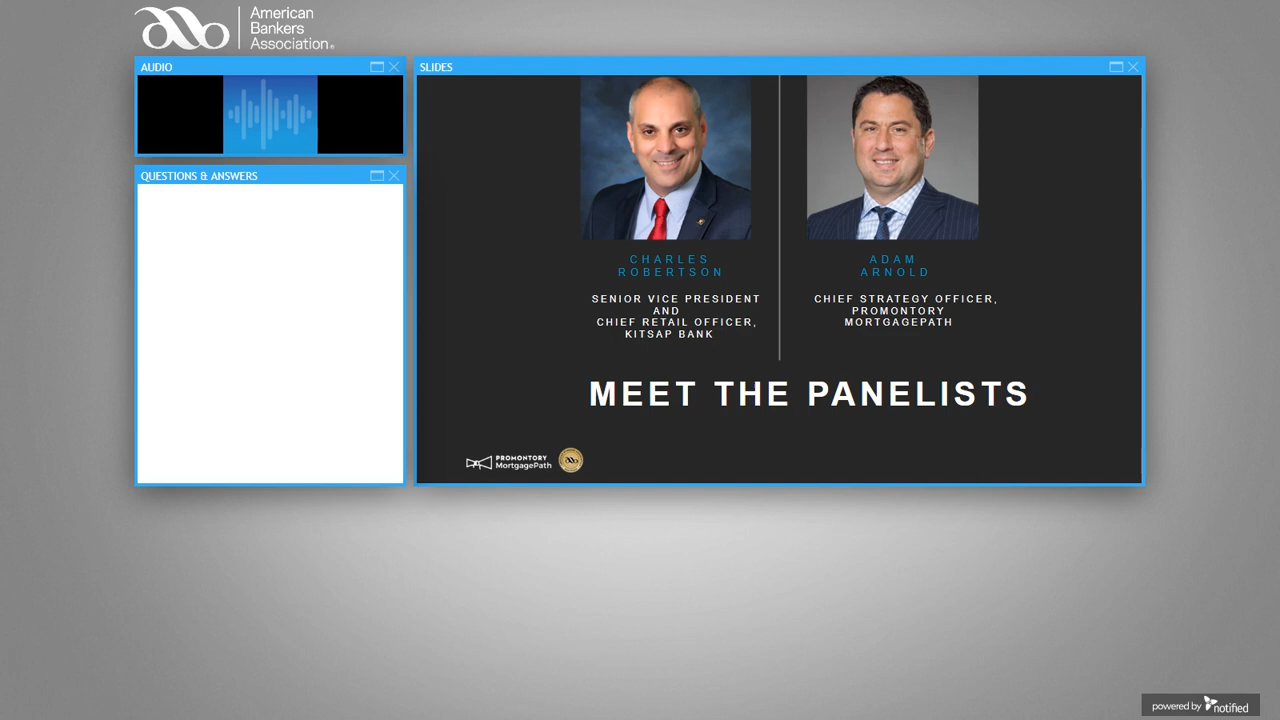 American
Bankers
Association®
AUDIO
SLIDES
QUESTIONS & ANSWERS
CHARLES
ROBERTSON
SENIOR VICE PRESIDENT
AND
CHIEF RETAIL OFFICER,
KITSAP BANK
ADAM
ARNOLD
CHIEF STRATEGY OFFICER,
PROMONTORY
MORTGAGEPATH
MEET THE PANELISTS
PROMONTORY
MortgagePath
powered by notified